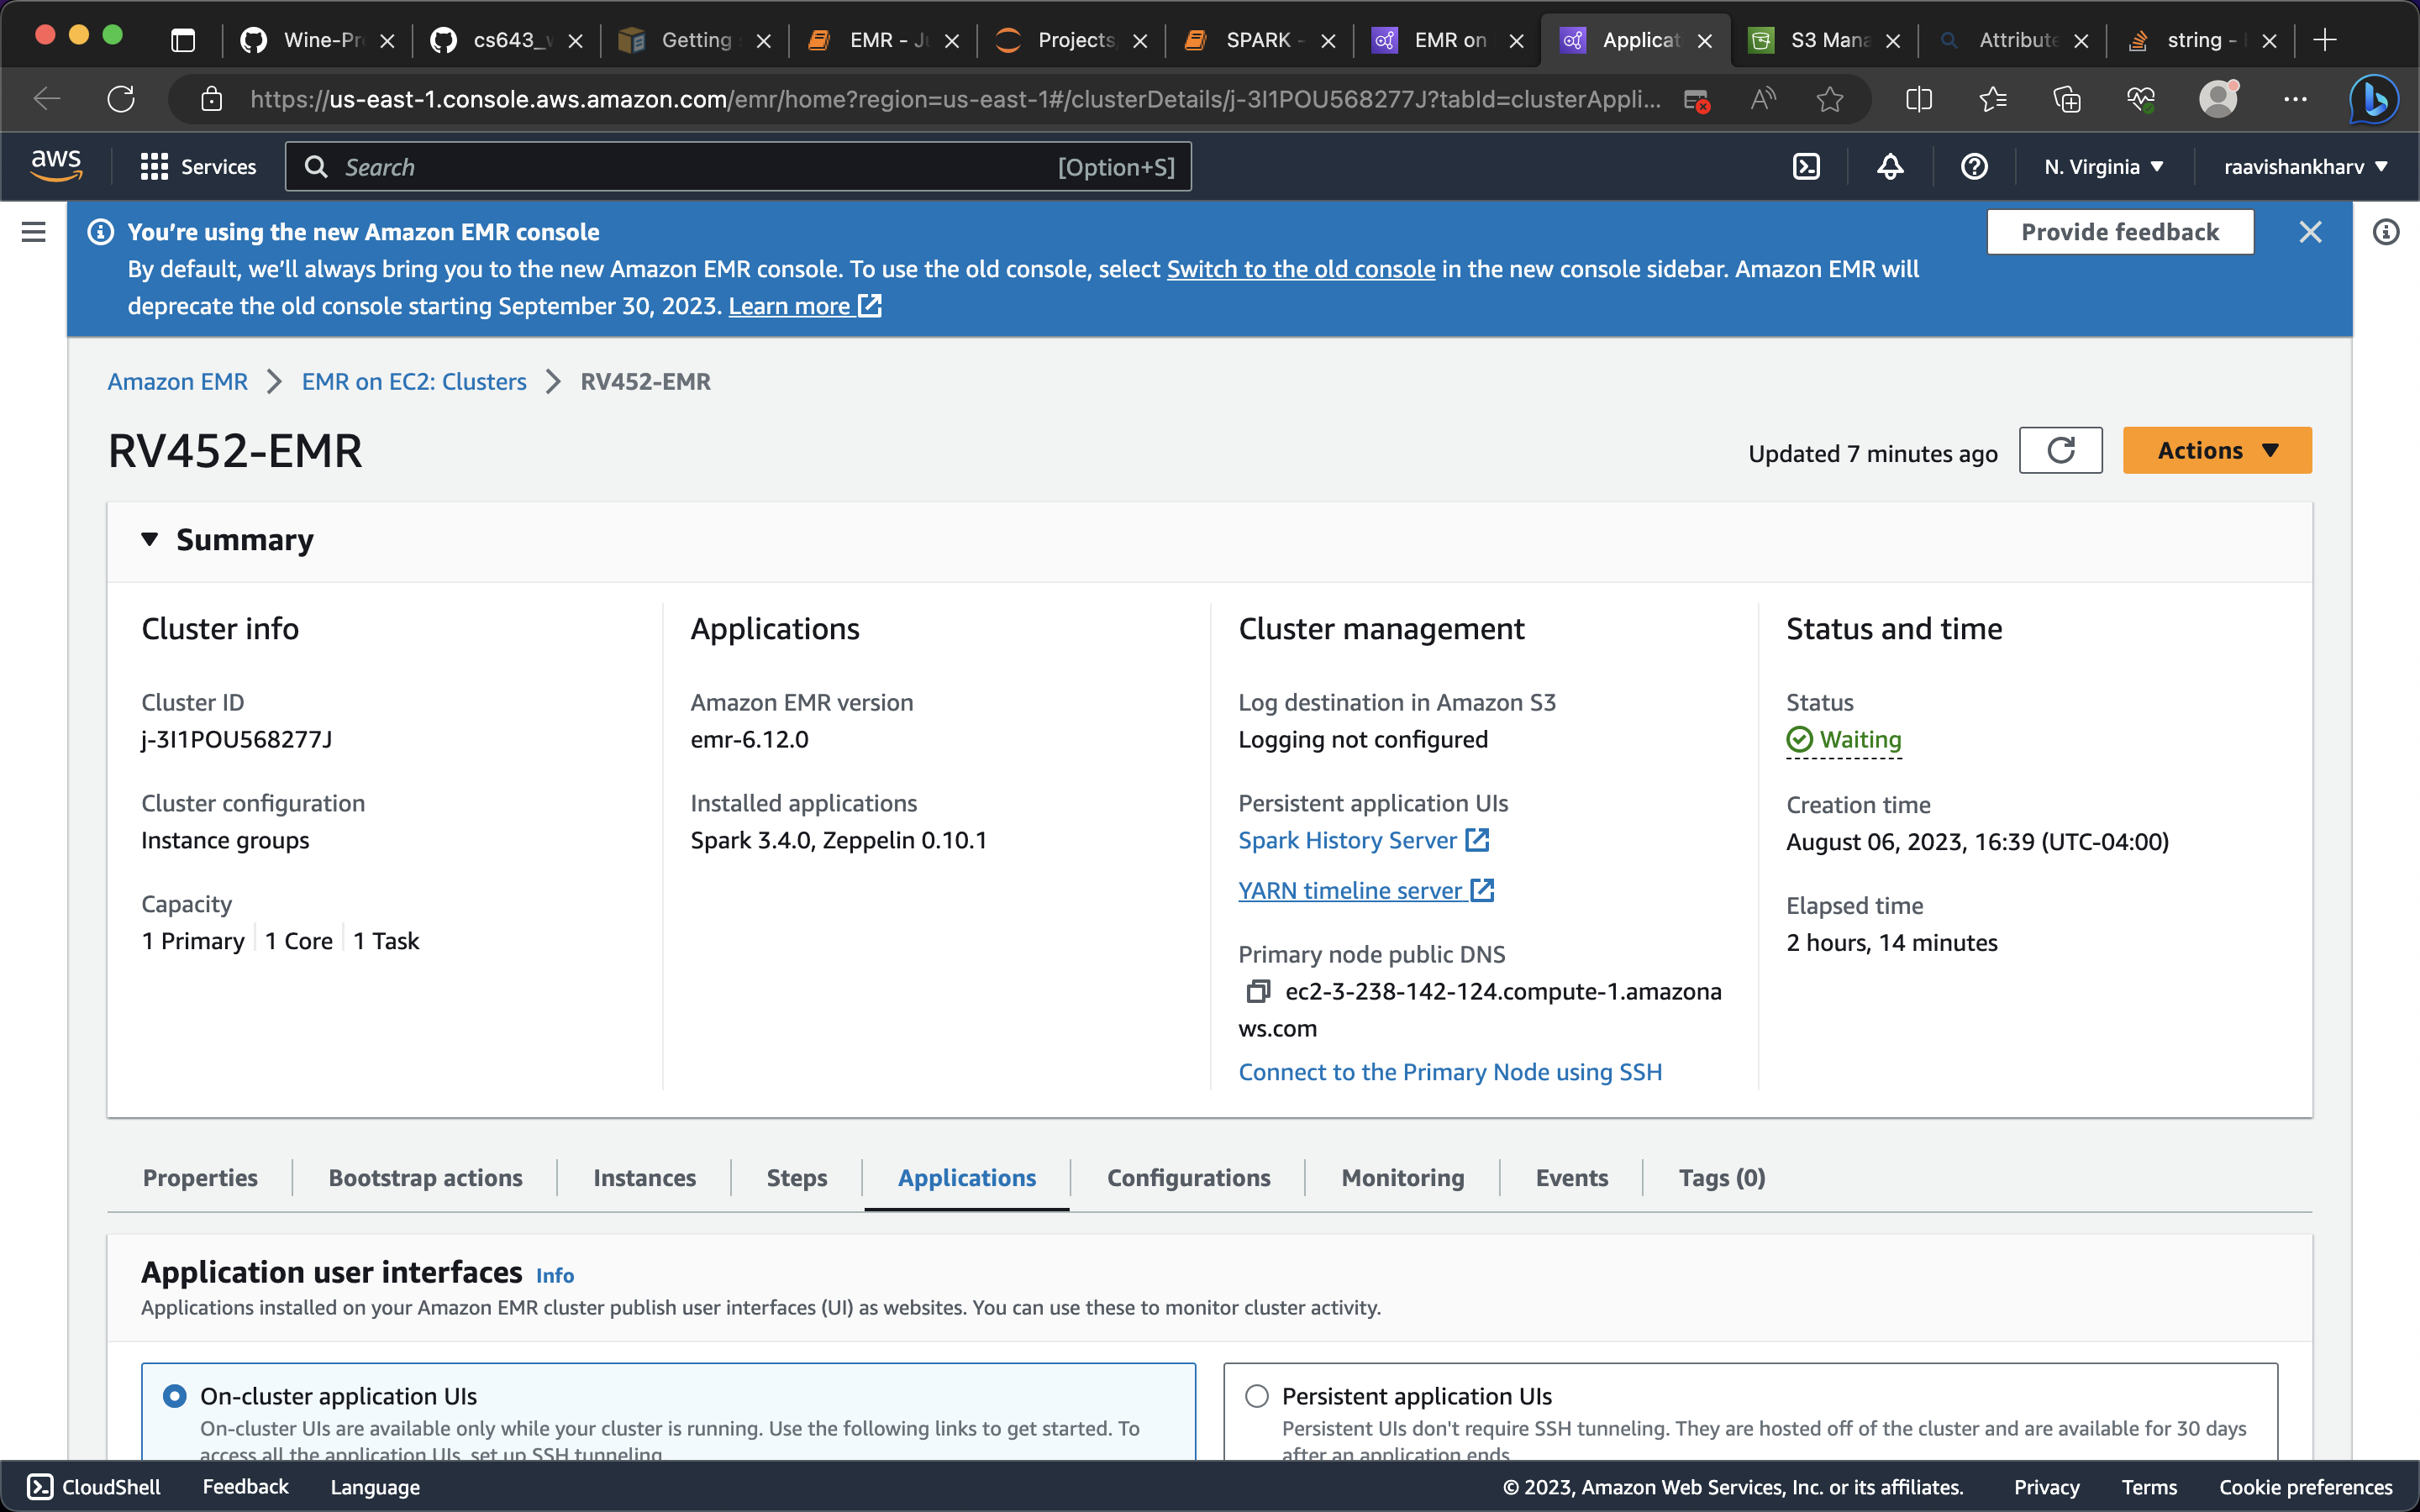 Wine-Pr
cs643_
Getting
EMR - J
Projects
SPARK -
EMR on
Applicat
S3 Mana
Attribute
string -
https://us-east-1.console.aws.amazon.com/emr/home?region=us-east-1#/clusterDetails/j-3I1POU568277J?tabId=clusterAppli...
aws
Services
Search
[Option+S]
N. Virginia
raavishankharv
You're using the new Amazon EMR console
Provide feedback
By default, we'll always bring you to the new Amazon EMR console. To use the old console, select Switch to the old console in the new console sidebar. Amazon EMR will
deprecate the old console starting September 30, 2023. Learn more
Amazon EMR
EMR on EC2: Clusters
RV452-EMR
RV452-EMR
Updated 7 minutes ago
Actions
Summary
Cluster info
Cluster ID
j-3I1POU568277J
Cluster configuration
Instance groups
Capacity
1 Primary
1 Core
1 Task
Applications
Amazon EMR version
emr-6.12.0
Installed applications
Spark 3.4.0, Zeppelin 0.10.1
Cluster management
Log destination in Amazon S3
Logging not configured
Persistent application UIs
Spark History Server
YARN timeline server
Primary node public DNS
ec2-3-238-142-124.compute-1.amazona
ws.com
Connect to the Primary Node using SSH
Status and time
Status
Waiting
Creation time
August 06, 2023, 16:39 (UTC-04:00)
Elapsed time
2 hours, 14 minutes
Properties
Bootstrap actions
Instances
Steps
Applications
Configurations
Monitoring
Events
Tags (0)
Application user interfaces Info
Applications installed on your Amazon EMR cluster publish user interfaces (UI) as websites. You can use these to monitor cluster activity.
On-cluster application UIs
On-cluster UIs are available only while your cluster is running. Use the following links to get started. To
access all the application UIs, set up SSH tunneling
Persistent application UIs
Persistent UIs don't require SSH tunneling. They are hosted off of the cluster and are available for 30 days
after an application ends
CloudShell
Feedback
Language
© 2023, Amazon Web Services, Inc. or its affiliates.
Privacy
Terms
Cookie preferences